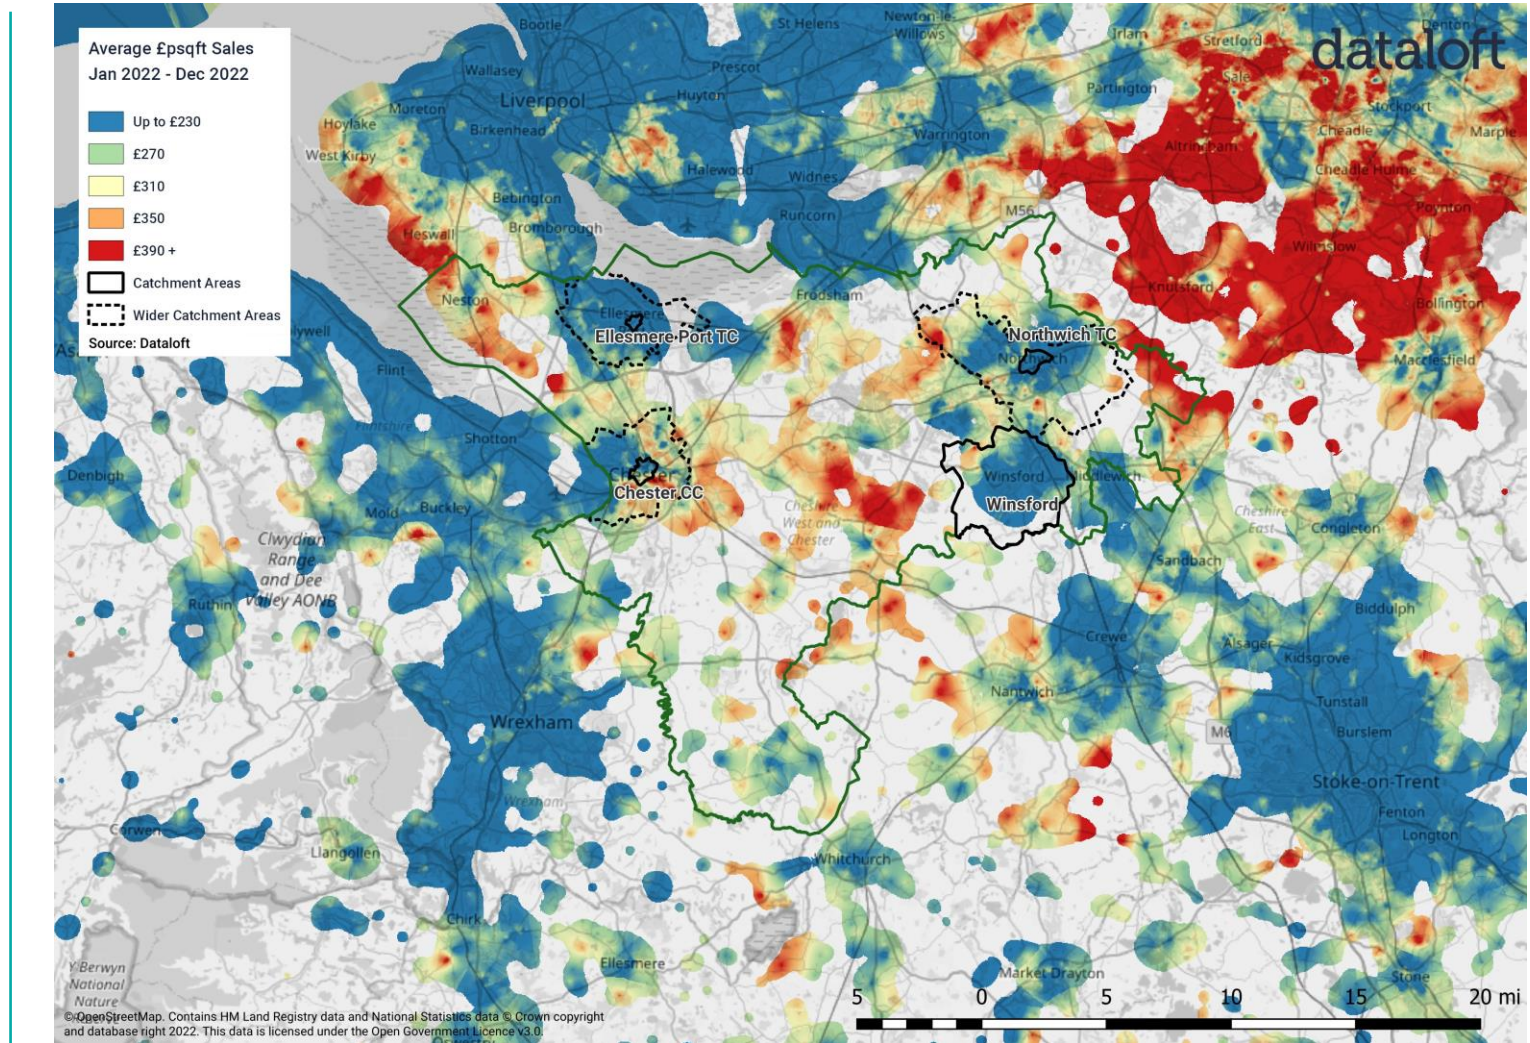 Average £psqft Sales
Jan 2022 - Dec 2022
Up to £230
£270
£310
£350
£390 +
Catchment Areas
Wider Catchment Areas
Source: Dataloft
dataloft
Bootle
St Helens
Newton-le-
Willows
Irlam
Denton
Stretford
Wallasey
Prescot
Sale
Liverpool
Huyton
Partington
Stockport
Moreton
Hoylake
Birkenhead
Warrington
Cheadle
Marple
West Kirby
Altrincham
Halewood
Widnes
Cheadle Hulme
Bebington
Runcorn
M56
Poynton
Heswall
Bromborough
Wilmslow
Neston
Frodsham
Knutsford
Bollington
Ellesmere
Ellesmere Port TC
Northwich TC
Northwich
Macclesfield
Flint
Flintshire
Shotton
Denbigh
Chester
Chester CC
Winsford
Winsford
Middlewich
Mold
Buckley
Cheshire
West and
Chester
Cheshire
East
Congleton
Clwydian
Range
and Dee
Valley AONB
Sandbach
Ruthin
Biddulph
Crewe
Alsager
Kidsgrove
Nantwich
Tunstall
Wrexham
M6
Burslem
Stoke-on-Trent
Wrexham
Fenton
Corwen
Longton
Llangollen
Whitchurch
Chirk
Ellesmere
Market Drayton
Stone
Y Berwyn
National
Nature
5 0 5 10 15 20 mi
© OpenStreetMap. Contains HM Land Registry data and National Statistics data © Crown copyright
and database right 2022. This data is licensed under the Open Government Licence v3.0.